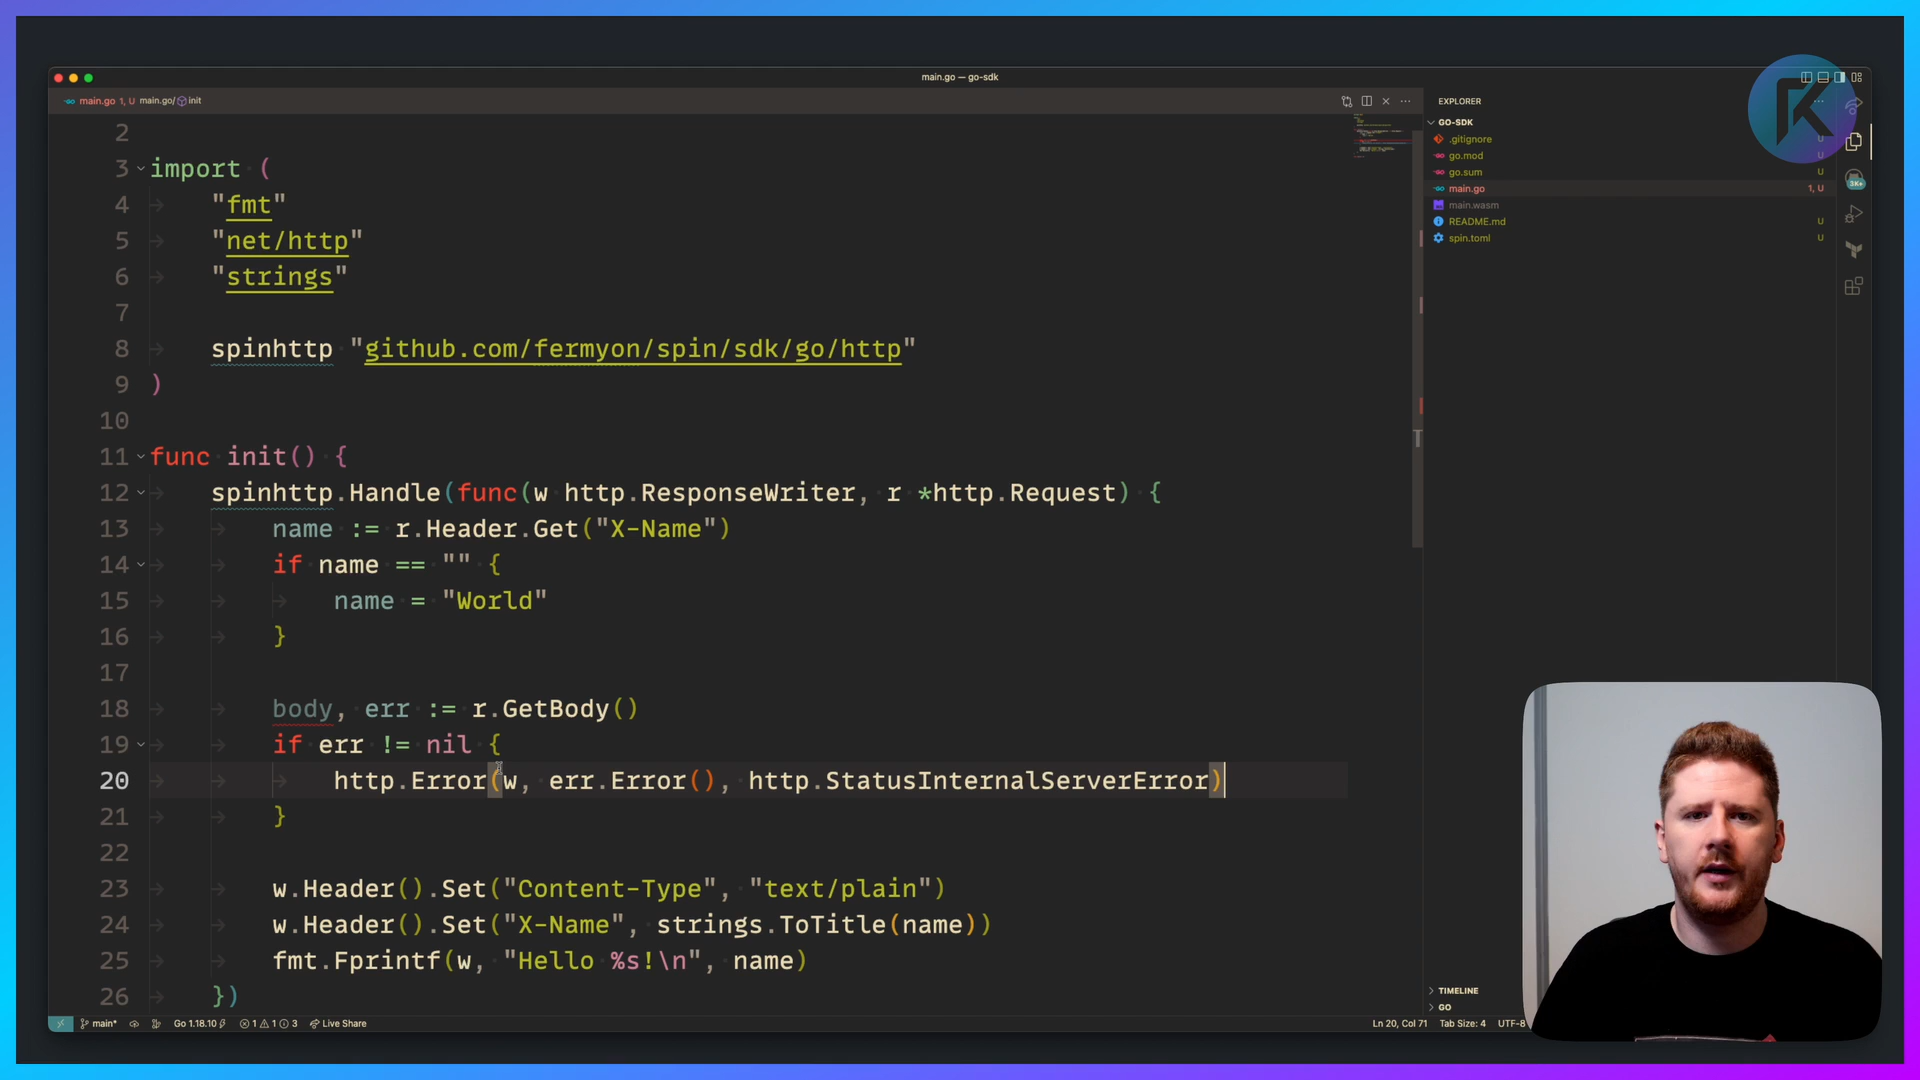 main.go — go-sdk
main.go 1, U main.go/ init
2
3 import (
4 "fmt"
5 "net/http"
6 "strings"
7
8 spinhttp "github.com/fermyon/spin/sdk/go/http"
9 )
10
11 func init() {
12 spinhttp.Handle(func(w http.ResponseWriter, r *http.Request) {
13 name := r.Header.Get("X-Name")
14 if name == "" {
15 name = "World"
16 }
17
18 body, err := r.GetBody()
19 if err != nil {
20 http.Error(w, err.Error(), http.StatusInternalServerError)
21 }
22
23 w.Header().Set("Content-Type", "text/plain")
24 w.Header().Set("X-Name", strings.ToTitle(name))
25 fmt.Fprintf(w, "Hello %s!\n", name)
26 })
EXPLORER
GO-SDK
.gitignore U
go.mod U
go.sum U
main.go 1, U
main.wasm
README.md U
spin.toml U
3K+
TIMELINE
GO
main* Go 1.18.10 1 1 3 Live Share
Ln 20, Col 71 Tab Size: 4 UTF-8